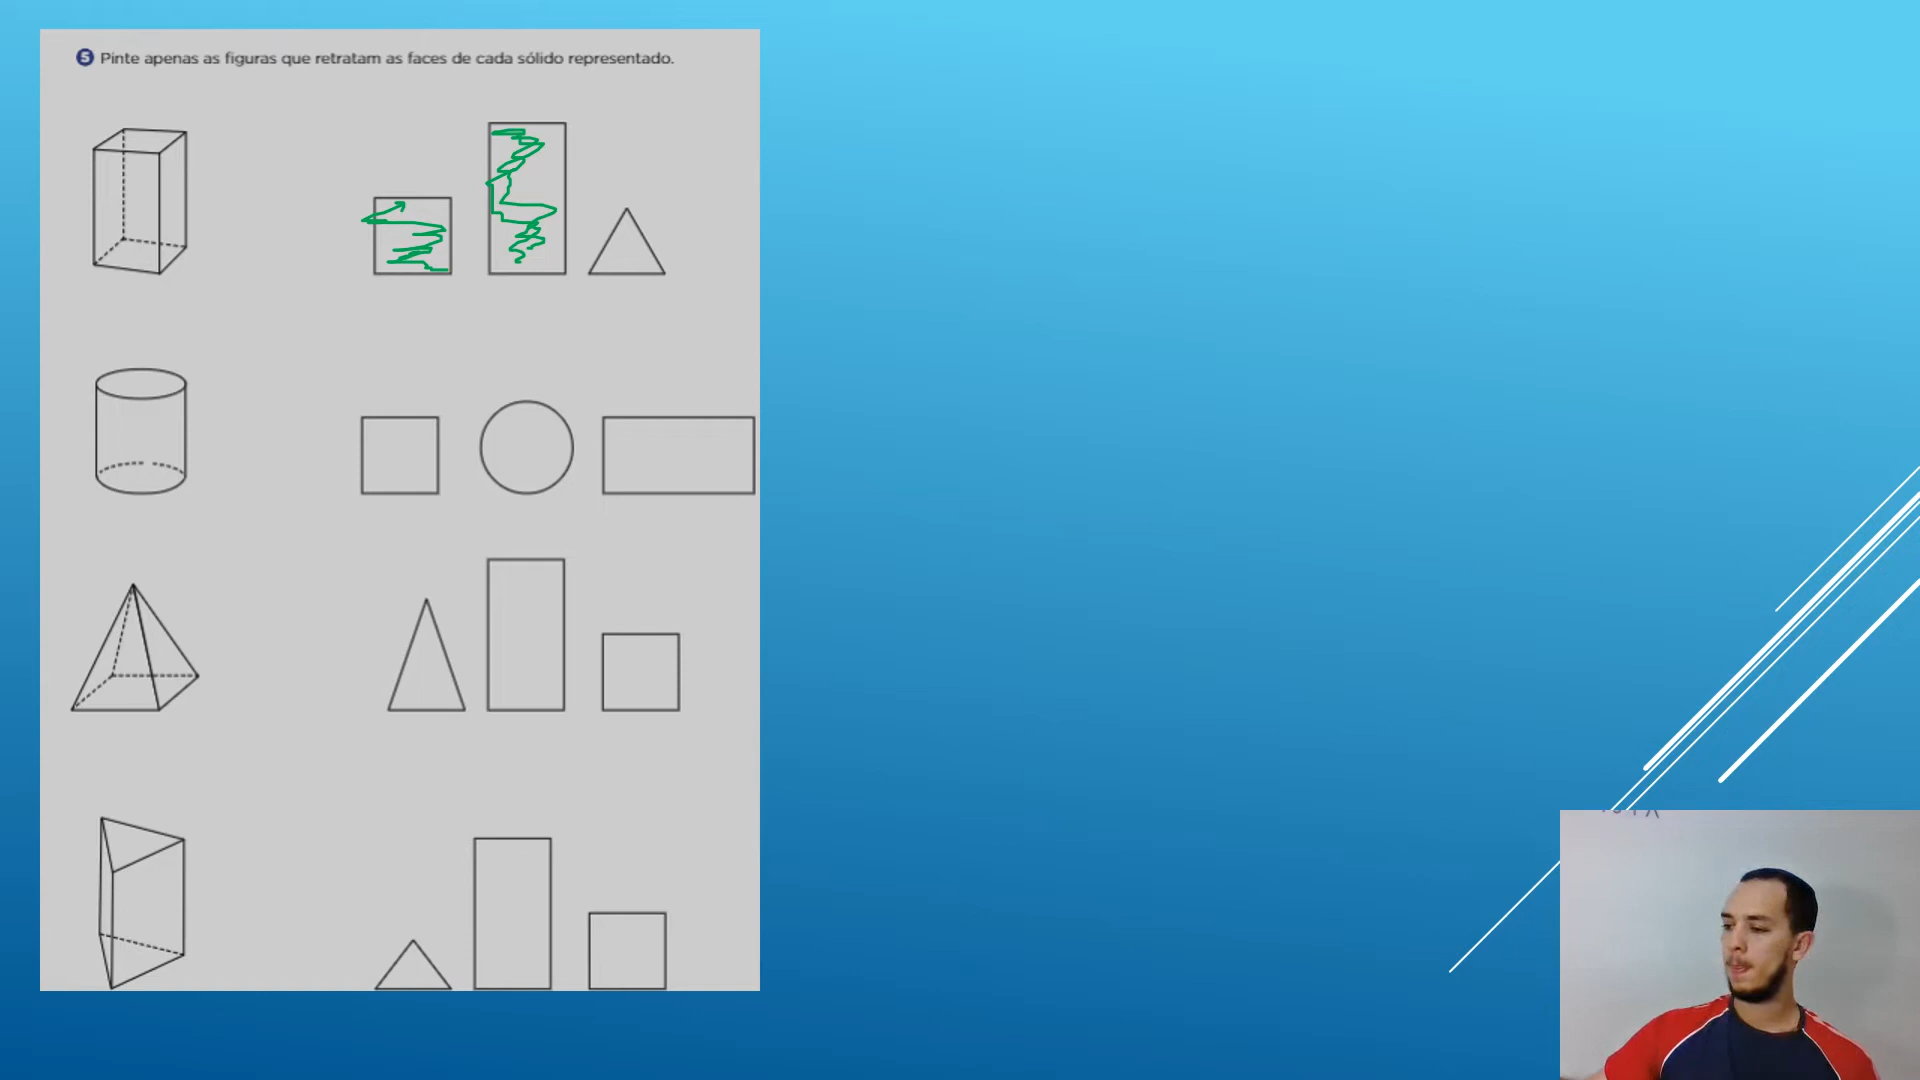 5 Pinte apenas as figuras que retratam as faces de cada sólido representado.